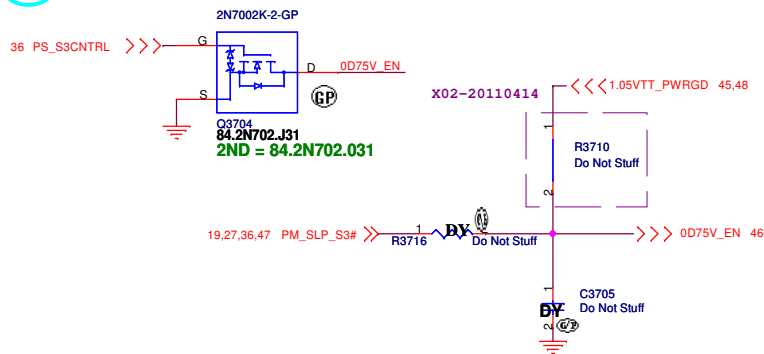 2N7002K-2-GP
36 PS_S3CNTRL
G
D
0D75V_EN
S
GP
Q3704
84.2N702.J31
2ND = 84.2N702.031
X02-20110414
1.05VTT_PWRGD 45,48
1
R3710
Do Not Stuff
2
19,27,36,47 PM_SLP_S3#
1
DY
R3716
Do Not Stuff
0D75V_EN 46
1
C3705
DY
Do Not Stuff
2
GP